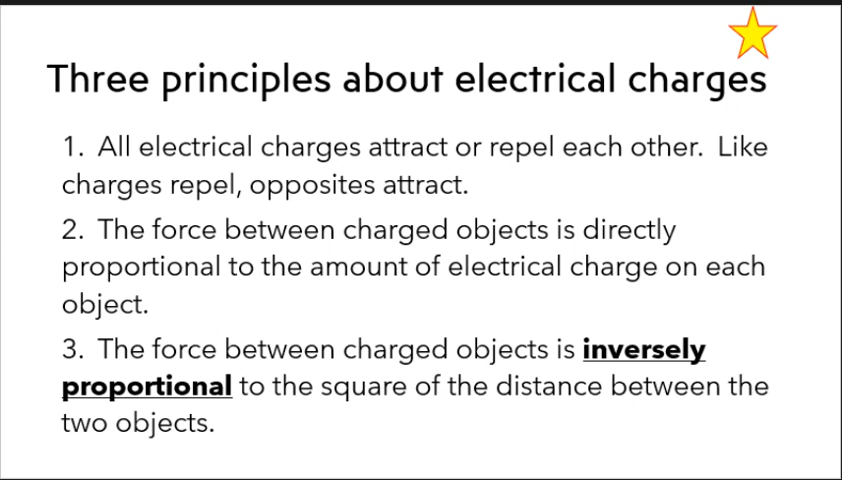 Three principles about electrical charges
1. All electrical charges attract or repel each other. Like
charges repel, opposites attract.
2. The force between charged objects is directly
proportional to the amount of electrical charge on each
object.
3. The force between charged objects is inversely
proportional to the square of the distance between the
two objects.